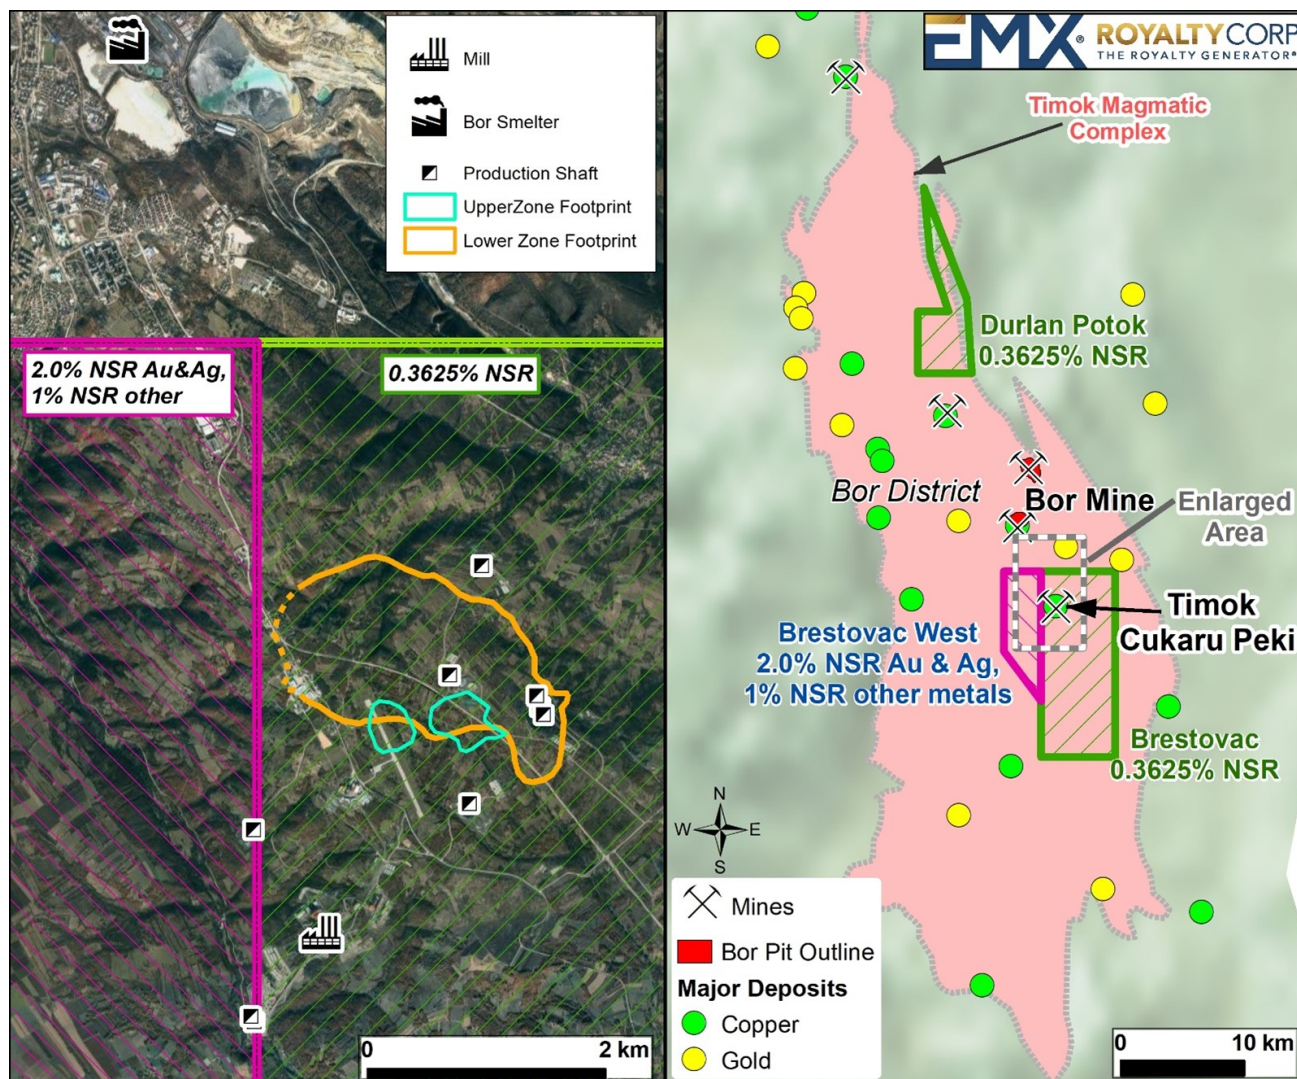 Mill
Bor Smelter
Production Shaft
UpperZone Footprint
Lower Zone Footprint
2.0% NSR Au&Ag,
1% NSR other
0.3625% NSR
0 2 km
EMX® ROYALTYCORP
THE ROYALTY GENERATOR®
Timok Magmatic
Complex
Durlan Potok
0.3625% NSR
Bor District
Bor Mine
Enlarged
Area
Timok
Cukaru Peki
Brestovac West
2.0% NSR Au & Ag,
1% NSR other metals
Brestovac
0.3625% NSR
N
W E
S
Mines
Bor Pit Outline
Major Deposits
Copper
Gold
0 10 km